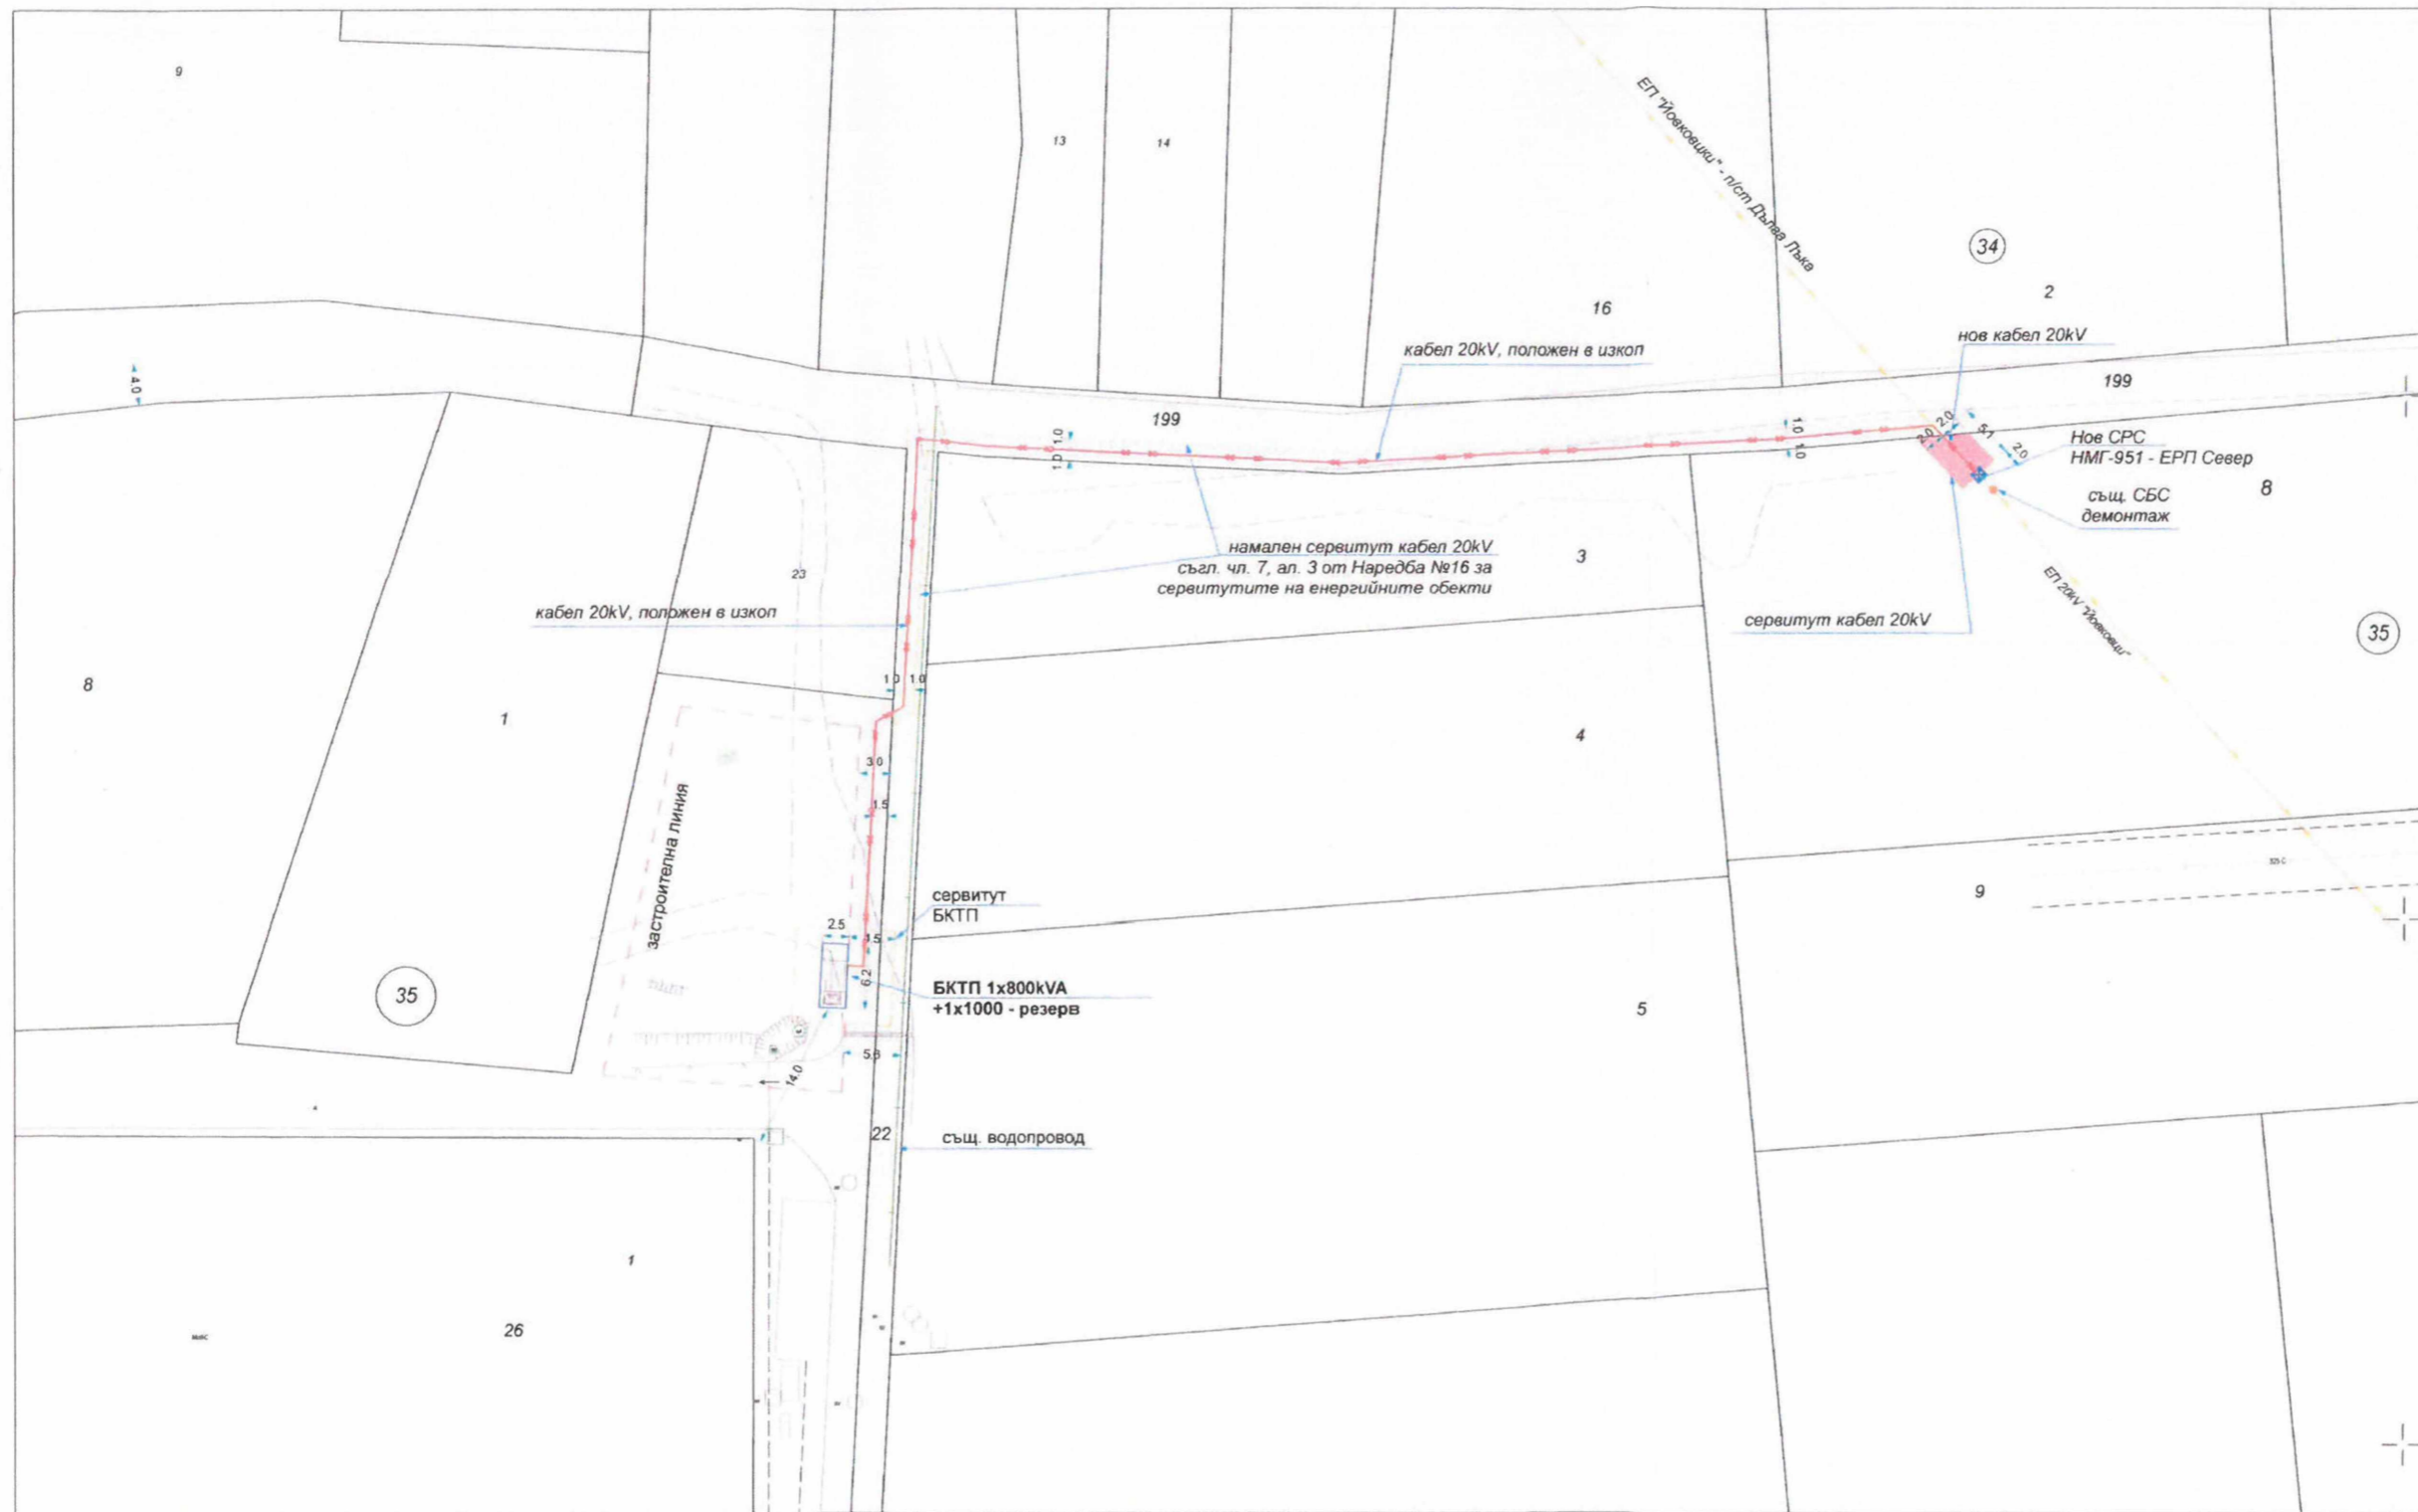 9
13
14
ЕП "Йовковци" - п/ст Дълга Лъка
34
2
16
нов кабел 20kV
кабел 20kV, положен в изкоп
4.0
199
199
1.0
1.0
1.0
1.0
2.0
2.0
5.1
2.0
Нов СРС
НМГ-951 - ЕРП Север
8
същ. СБС
демонтаж
намален сервитут кабел 20kV
съгл. чл. 7, ал. 3 от Наредба №16 за
сервитутите на енергийните обекти
3
23
кабел 20kV, положен в изкоп
сервитут кабел 20kV
ЕП 20kV "Йовковци"
35
8
1
1.0
1.0
4
3.0
1.5
застроителна линия
сервитут
БКТП
9
2.5
4.5
6.2
БКТП 1x800kVA
+1x1000 - резерв
35
5
5.8
14.0
22
същ. водопровод
1
26